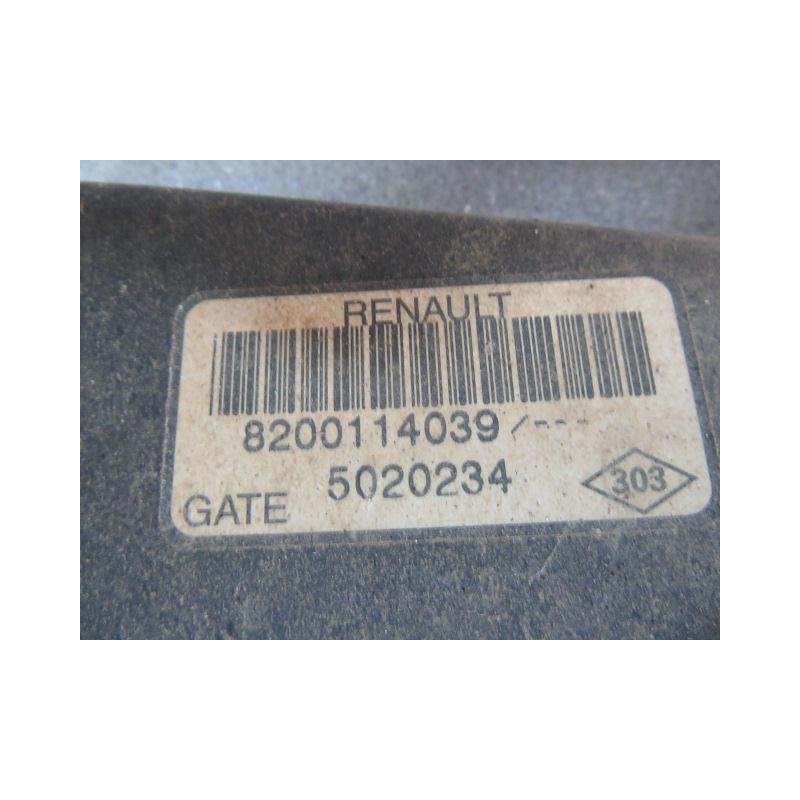 RENAULT
8200114039/---
5020234
GATE
303